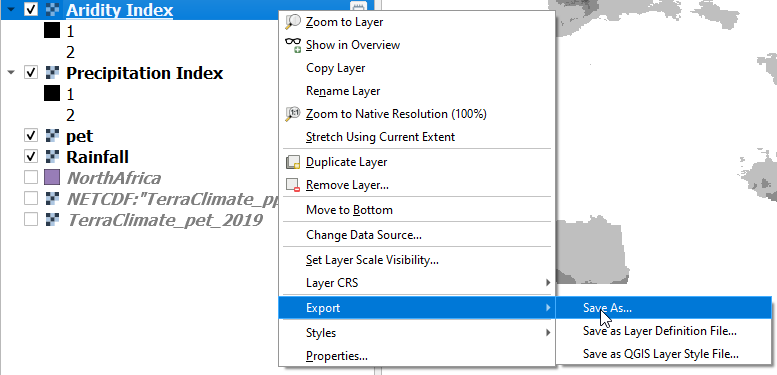 Aridity Index
1
2
Precipitation Index
1
2
pet
Rainfall
NorthAfrica
NETCDF:"TerraClimate_pp
TerraClimate_pet_2019
Zoom to Layer
Show in Overview
Copy Layer
Rename Layer
Zoom to Native Resolution (100%)
Stretch Using Current Extent
Duplicate Layer
Remove Layer...
Move to Bottom
Change Data Source...
Set Layer Scale Visibility...
Layer CRS
Export
Styles
Properties...
Save As...
Save as Layer Definition File...
Save as QGIS Layer Style File...